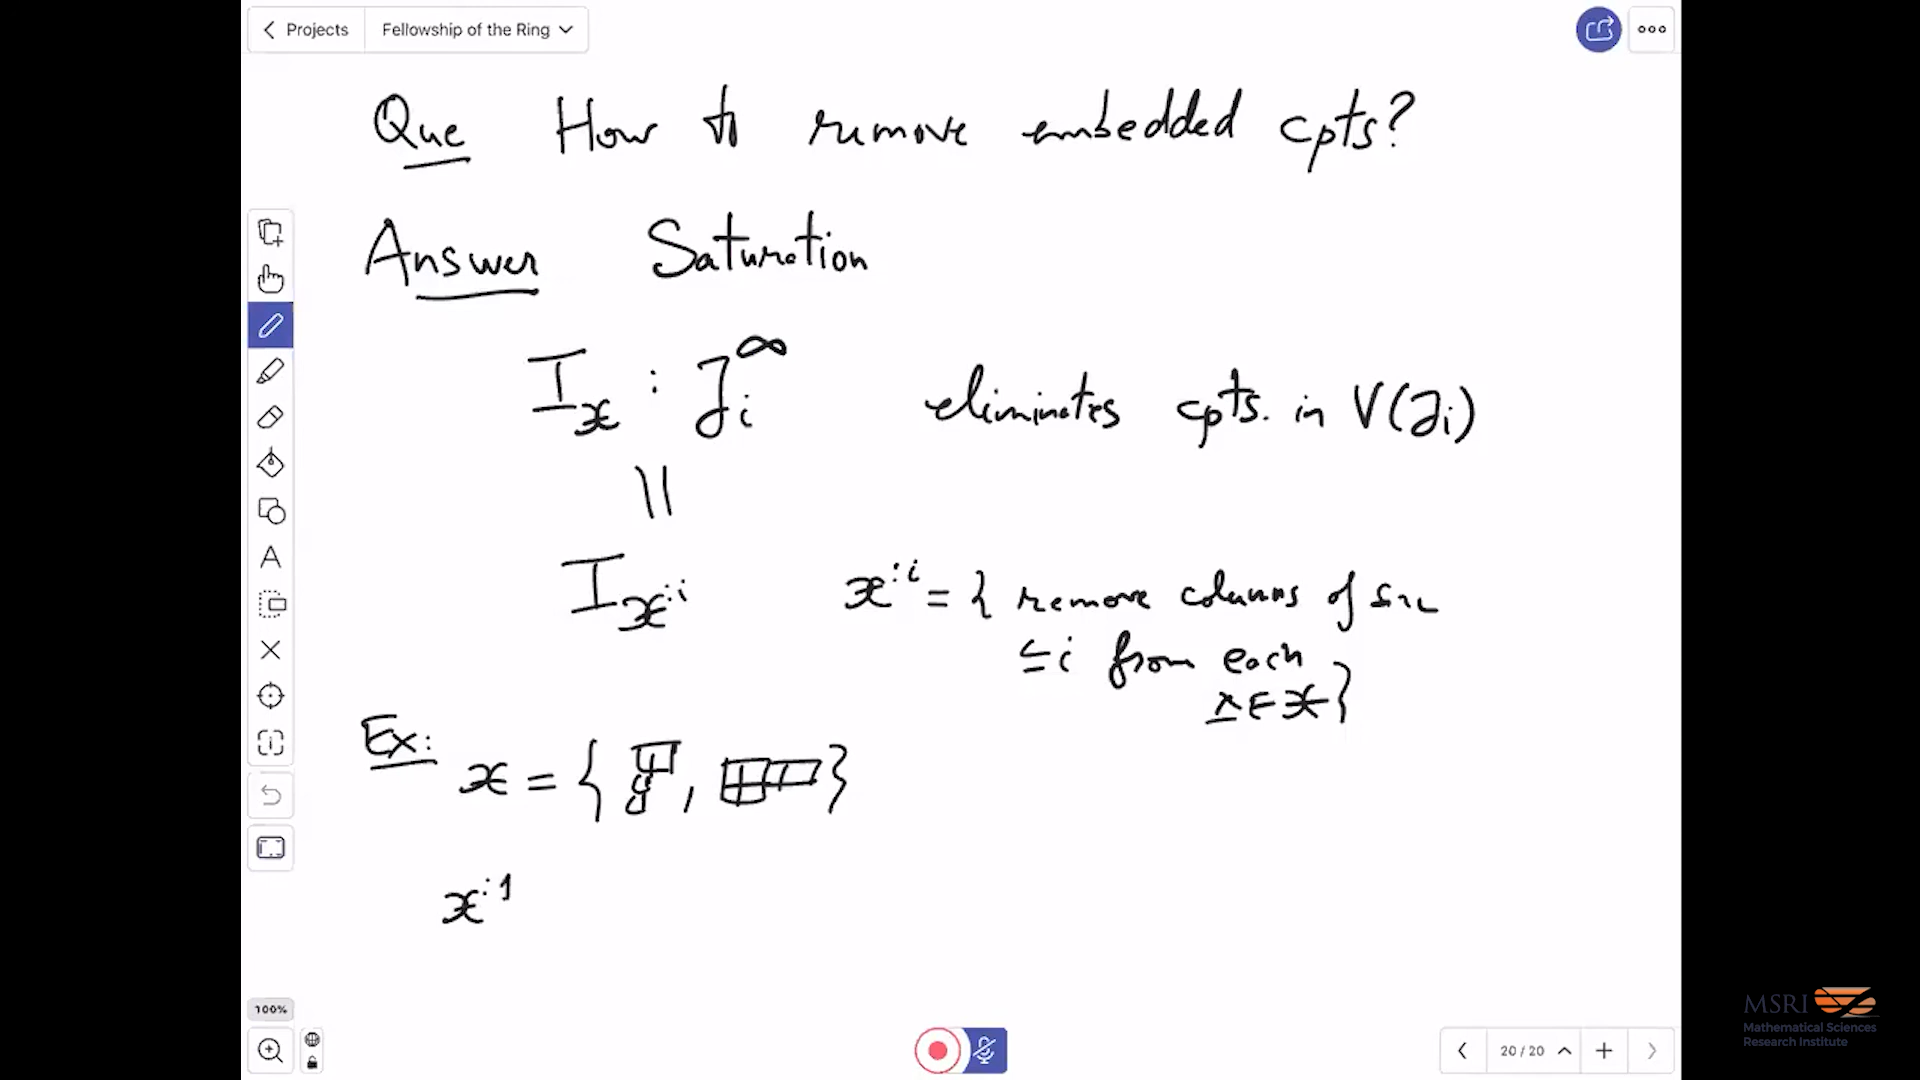 Projects
Fellowship of the Ring
Que How to remove embedded cpts?
Answer Saturation
I_𝒳 : J_i^∞ eliminates cpts. in V(J_i)
||
I_𝒳^{:i} 𝒳^{:i} = { remove columns of size
≤ i from each
λ ∈ 𝒳 }
Ex: 𝒳 = { , }
𝒳^{:1}
A
100%
20 / 20
MSRI
Mathematical Sciences
Research Institute